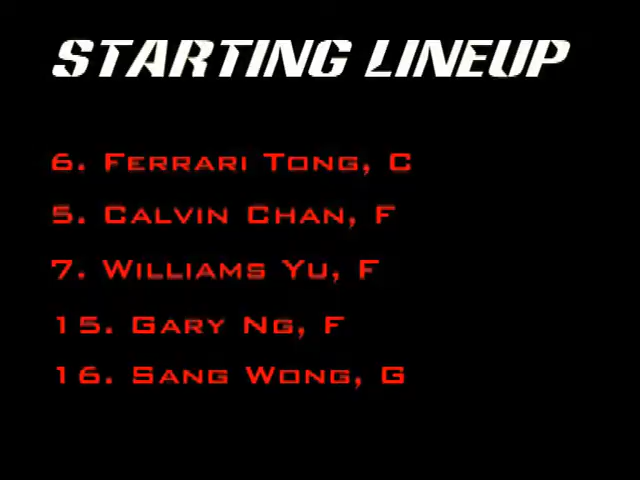 STARTING LINEUP
6. FERRARI TONG, C
5. CALVIN CHAN, F
7. WILLIAMS YU, F
15. GARY NG, F
16. SANG WONG, G